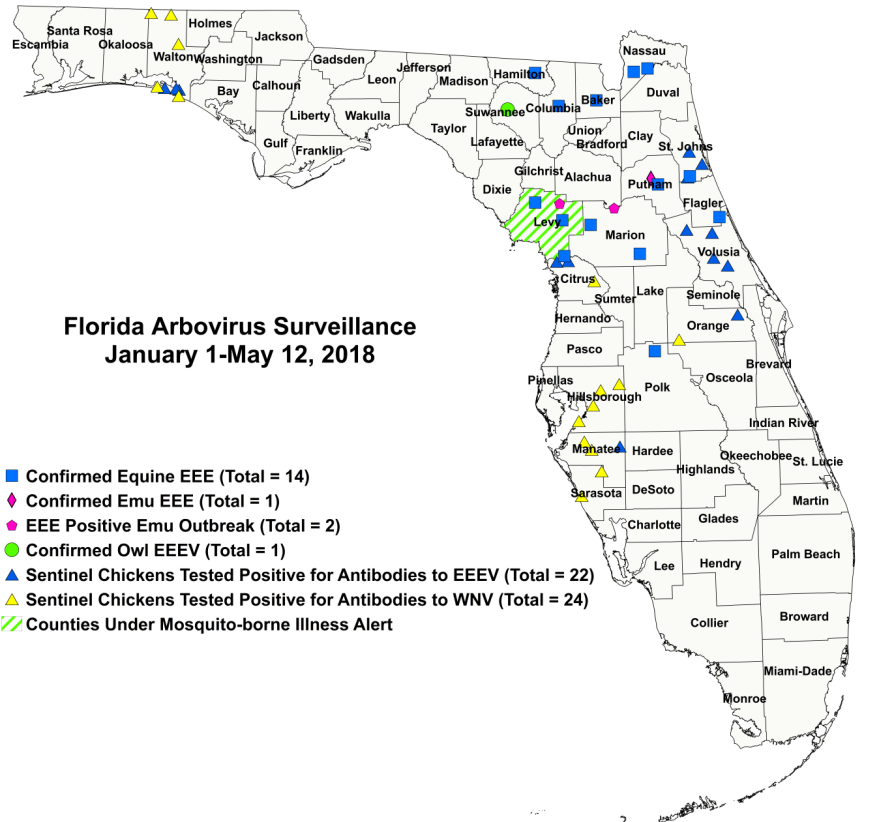 Holmes
Jackson
Santa Rosa
Escambia
Okaloosa
Walton
Washington
Gadsden
Jefferson
Leon
Madison
Hamilton
Nassau
Bay
Calhoun
Liberty
Wakulla
Gulf
Franklin
Taylor
Suwannee
Columbia
Baker
Duval
Lafayette
Union
Bradford
Clay
St. Johns
Dixie
Gilchrist
Alachua
Putnam
Flagler
Levy
Marion
Volusia
Citrus
Sumter
Lake
Seminole
Hernando
Orange
Florida Arbovirus Surveillance
January 1-May 12, 2018
Pasco
Brevard
Pinellas
Hillsborough
Polk
Osceola
Indian River
Manatee
Hardee
Okeechobee
St. Lucie
Highlands
Sarasota
DeSoto
Martin
Charlotte
Glades
Lee
Hendry
Palm Beach
Collier
Broward
Miami-Dade
Monroe
Confirmed Equine EEE (Total = 14)
Confirmed Emu EEE (Total = 1)
EEE Positive Emu Outbreak (Total = 2)
Confirmed Owl EEEV (Total = 1)
Sentinel Chickens Tested Positive for Antibodies to EEEV (Total = 22)
Sentinel Chickens Tested Positive for Antibodies to WNV (Total = 24)
Counties Under Mosquito-borne Illness Alert